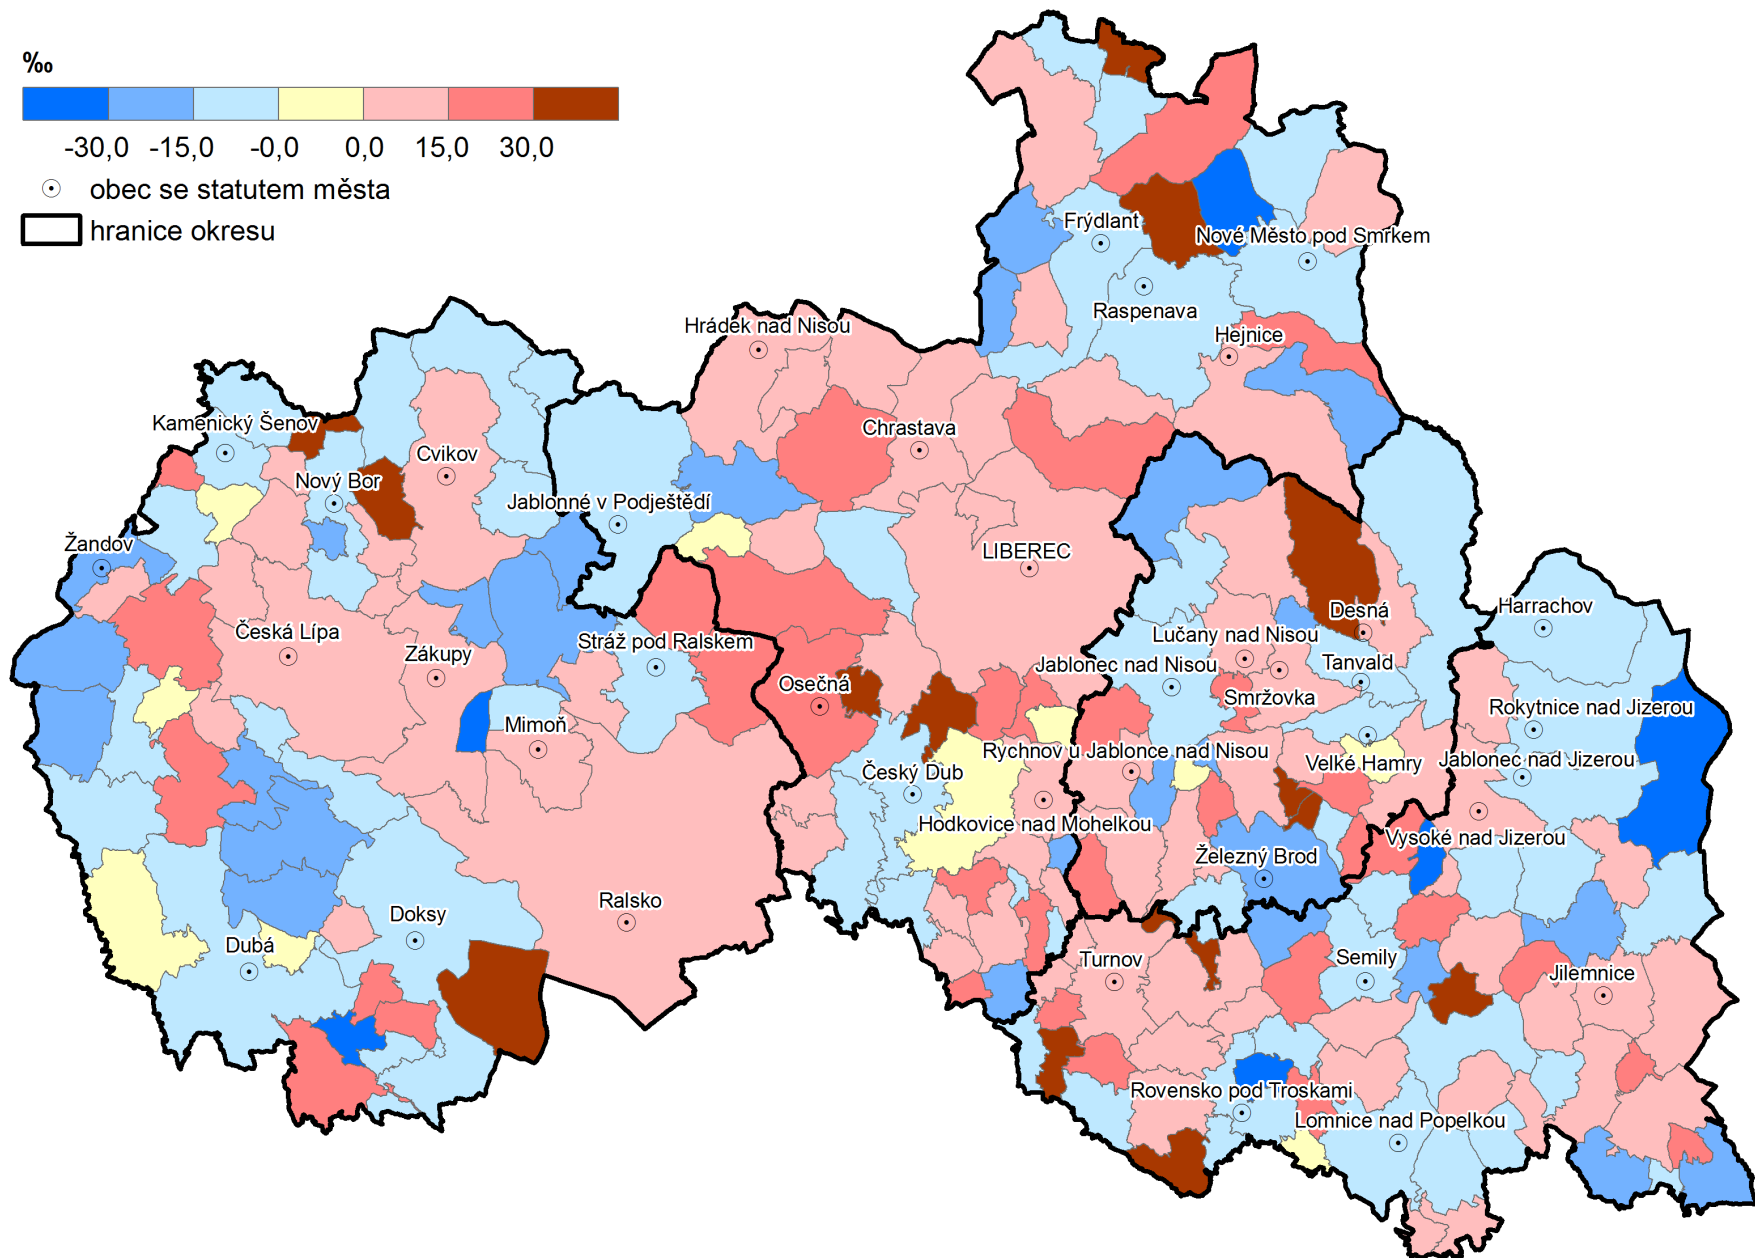 ‰
-30,0 -15,0 -0,0 0,0 15,0 30,0
obec se statutem města
hranice okresu
Frýdlant
Nové Město pod Smrkem
Raspenava
Hrádek nad Nisou
Hejnice
Kamenický Šenov
Chrastava
Cvikov
Nový Bor
Jablonné v Podještědí
Žandov
LIBEREC
Harrachov
Desná
Česká Lípa
Lučany nad Nisou
Stráž pod Ralskem
Zákupy
Jablonec nad Nisou
Tanvald
Osečná
Smržovka
Rokytnice nad Jizerou
Mimoň
Rychnov u Jablonce nad Nisou
Velké Hamry
Jablonec nad Jizerou
Český Dub
Hodkovice nad Mohelkou
Vysoké nad Jizerou
Železný Brod
Ralsko
Doksy
Dubá
Turnov
Semily
Jilemnice
Rovensko pod Troskami
Lomnice nad Popelkou